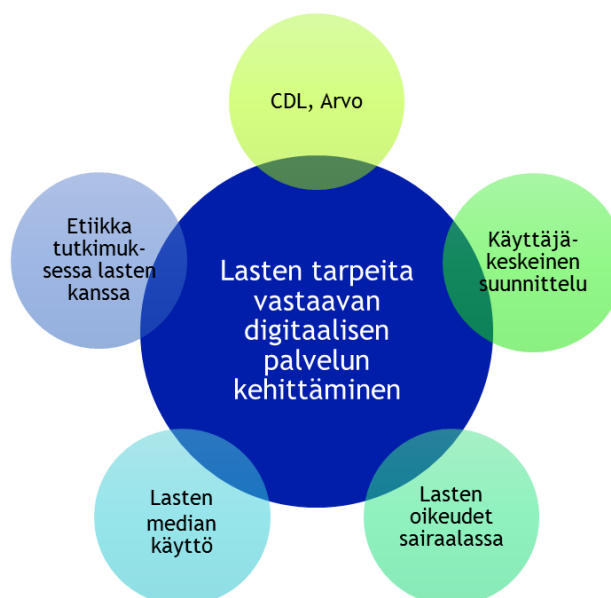 CDL, Arvo
Etiikka
tutkimuk-
sessa lasten
kanssa
Käyttäjä-
keskeinen
suunnittelu
Lasten tarpeita
vastaavan
digitaalisen
palvelun
kehittäminen
Lasten
median
käyttö
Lasten
oikeudet
sairaalassa